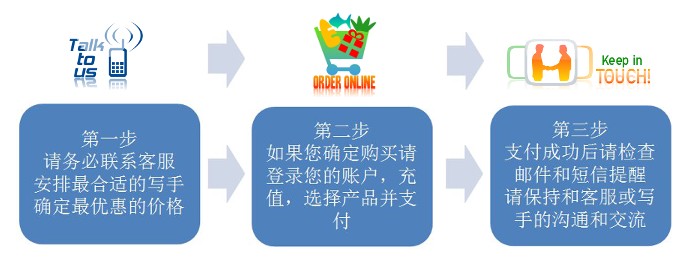 Talk
to
us
ORDER ONLINE
Keep in
TOUCH!
第一步
请务必联系客服
安排最合适的写手
确定最优惠的价格
第二步
如果您确定购买请
登录您的账户，充
值，选择产品并支
付
第三步
支付成功后请检查
邮件和短信提醒
请保持和客服或写
手的沟通和交流